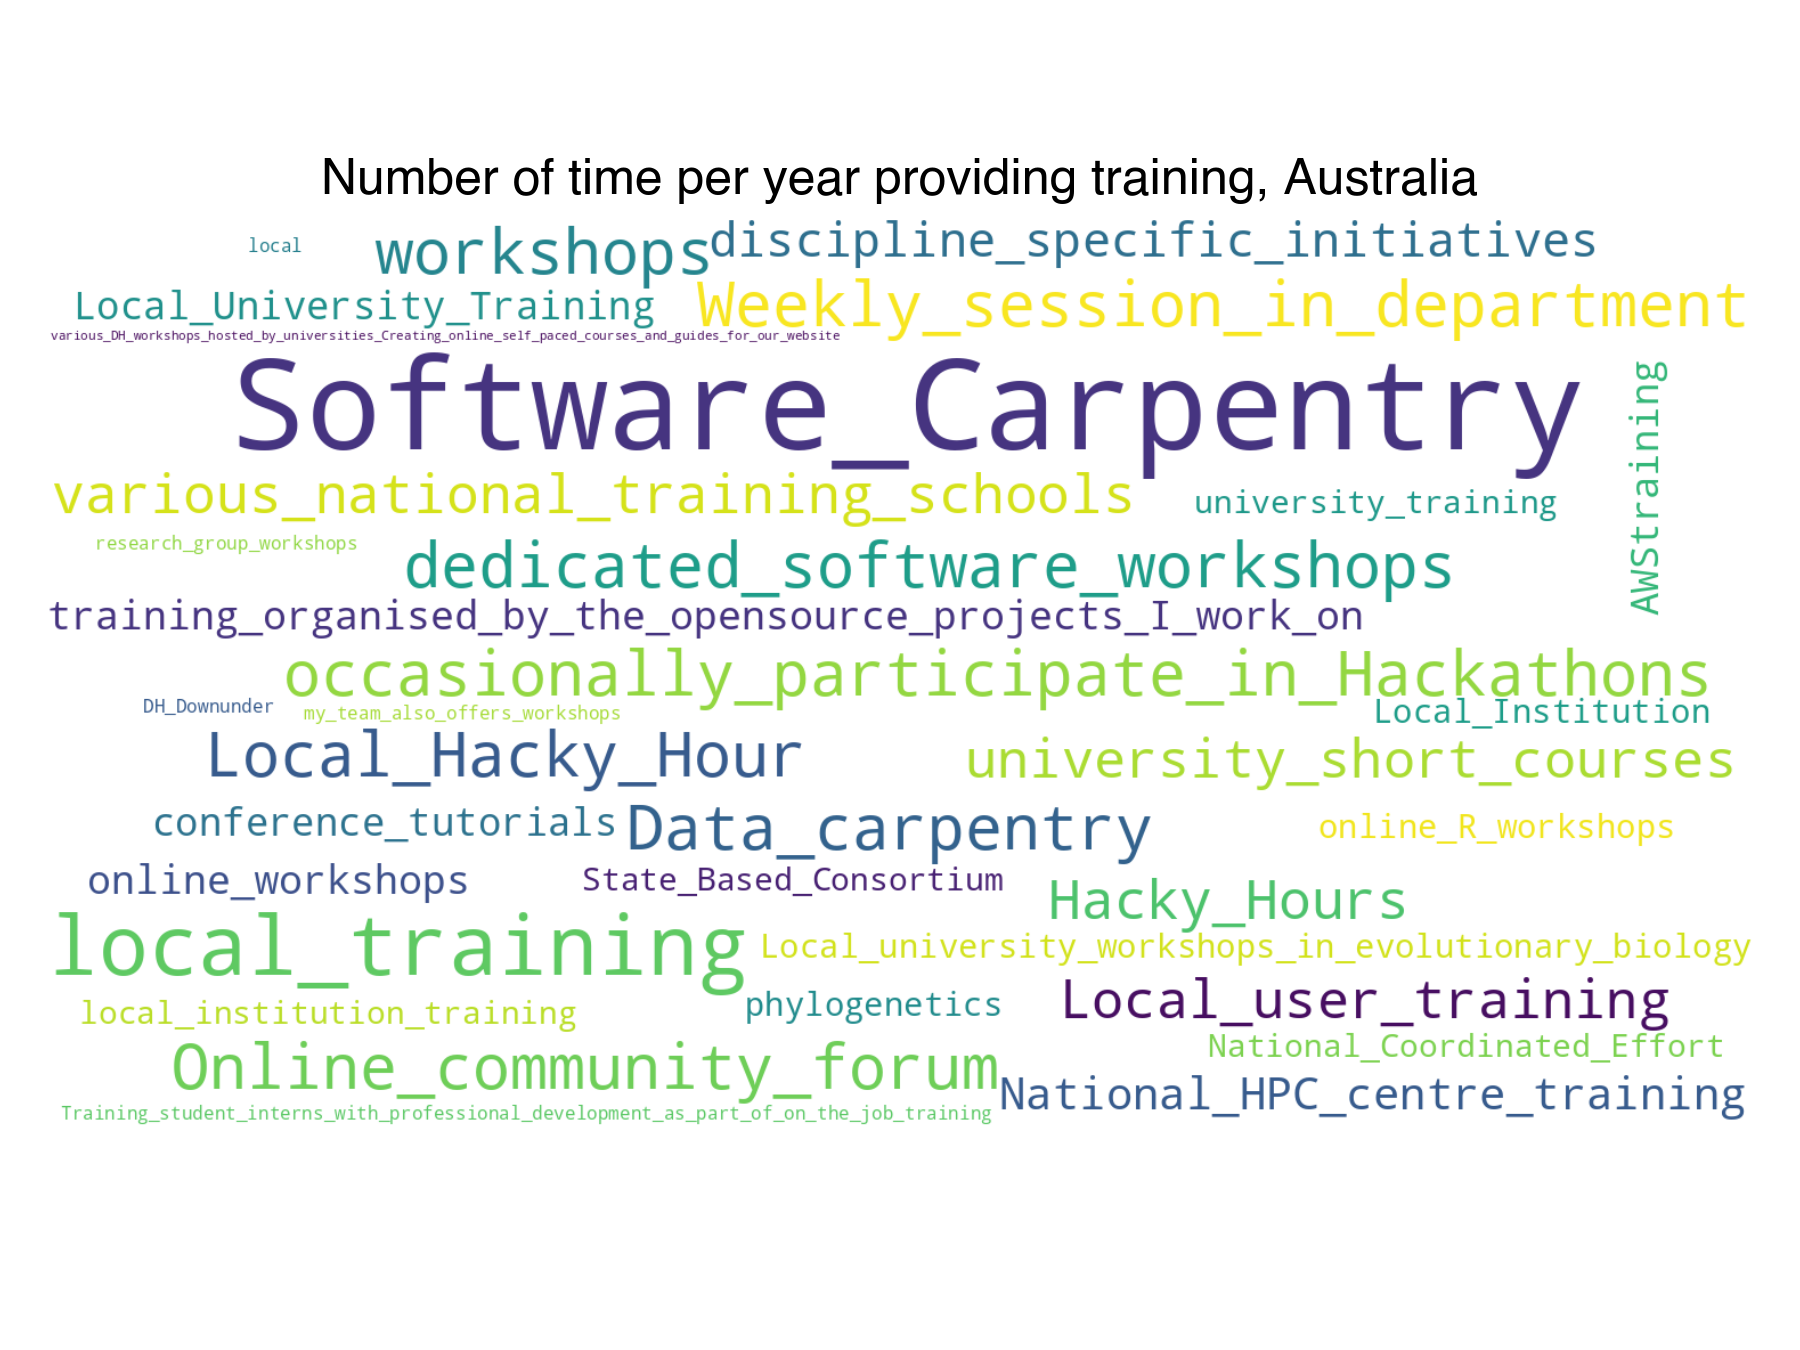 Number of time per year providing training, Australia
local
workshops
discipline_specific_initiatives
Local_University_Training
Weekly_session_in_department
various_DH_workshops_hosted_by_universities_Creating_online_self_paced_courses_and_guides_for_our_website
Software_Carpentry
AWStraining
various_national_training_schools
university_training
research_group_workshops
dedicated_software_workshops
training_organised_by_the_opensource_projects_I_work_on
occasionally_participate_in_Hackathons
DH_Downunder
my_team_also_offers_workshops
Local_Institution
Local_Hacky_Hour
university_short_courses
conference_tutorials
Data_carpentry
online_R_workshops
online_workshops
State_Based_Consortium
Hacky_Hours
local_training
Local_university_workshops_in_evolutionary_biology
local_institution_training
phylogenetics
Local_user_training
National_Coordinated_Effort
Online_community_forum
National_HPC_centre_training
Training_student_interns_with_professional_development_as_part_of_on_the_job_training